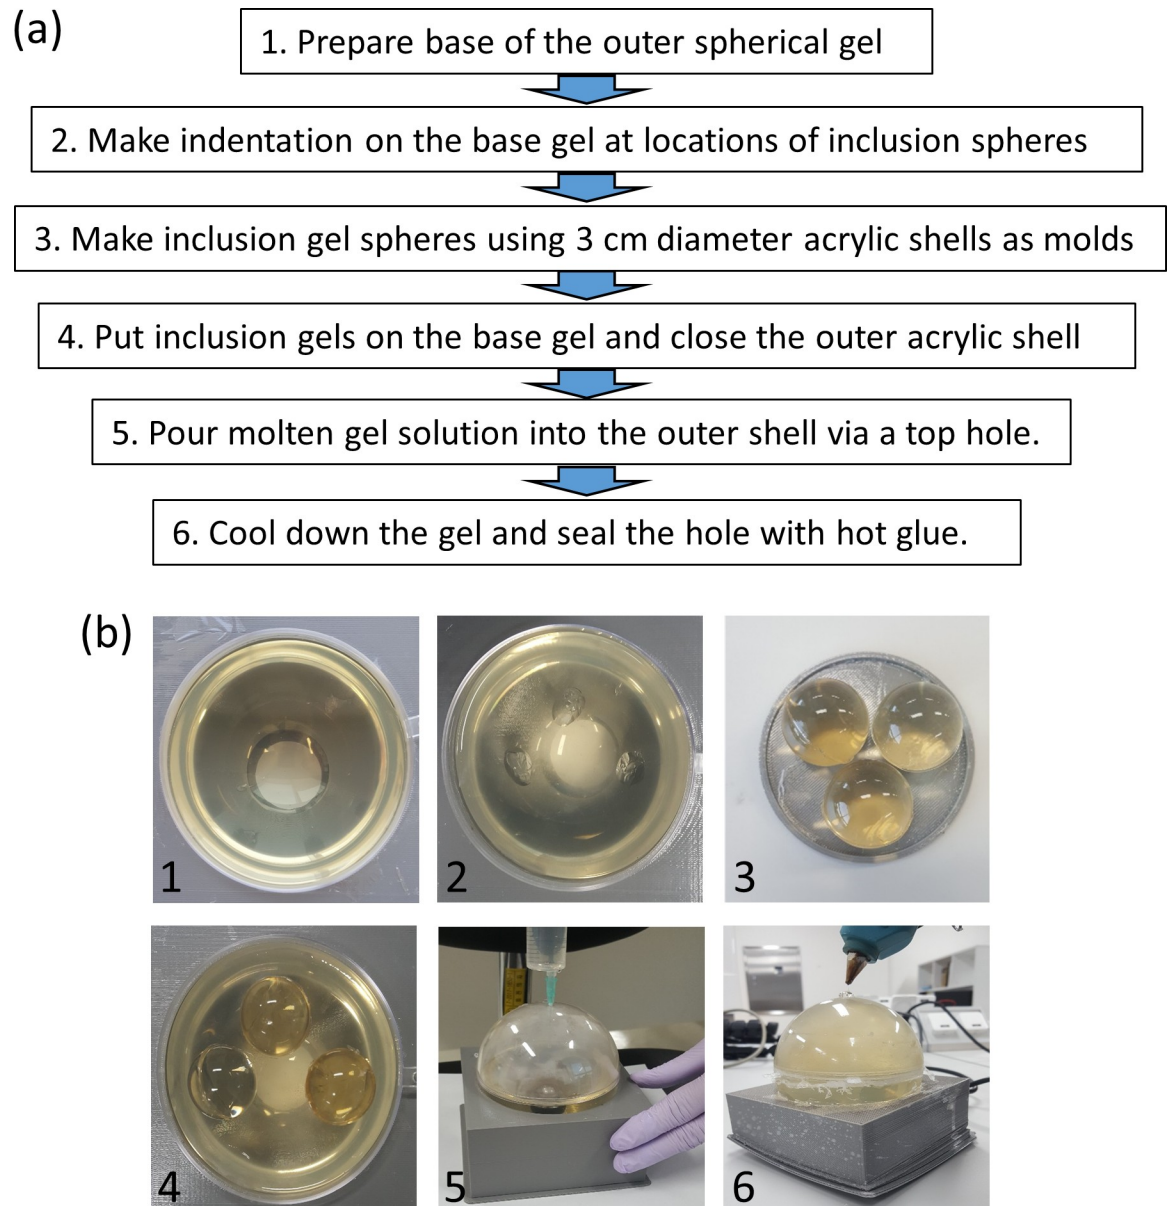 (a)
1. Prepare base of the outer spherical gel
2. Make indentation on the base gel at locations of inclusion spheres
3. Make inclusion gel spheres using 3 cm diameter acrylic shells as molds
4. Put inclusion gels on the base gel and close the outer acrylic shell
5. Pour molten gel solution into the outer shell via a top hole.
6. Cool down the gel and seal the hole with hot glue.
(b)
1
2
3
4
5
6